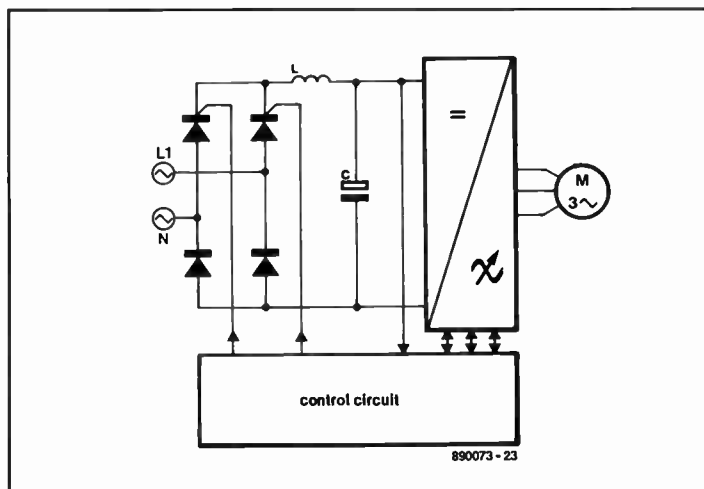 L
L1
=
C
M
3~
N
control circuit
890073 - 23